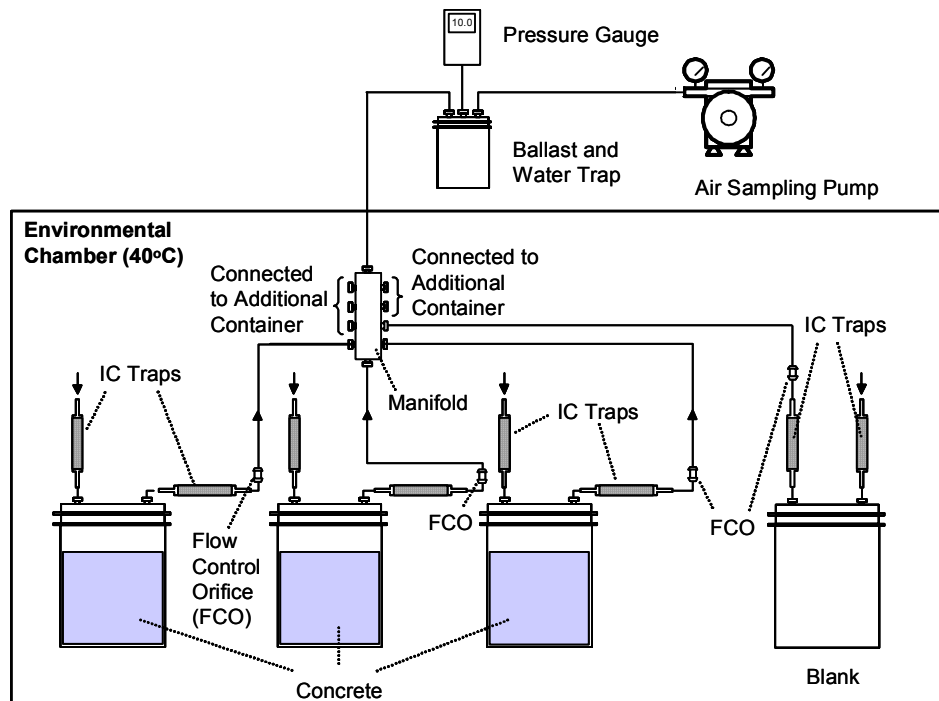 10.0
Pressure Gauge
Ballast and
Water Trap
Air Sampling Pump
Environmental
Chamber (40oC)
Connected
to Additional
Container
Connected to
Additional
Container
IC Traps
IC Traps
Manifold
IC Traps
Flow
Control
Orifice
(FCO)
FCO
FCO
Concrete
Blank